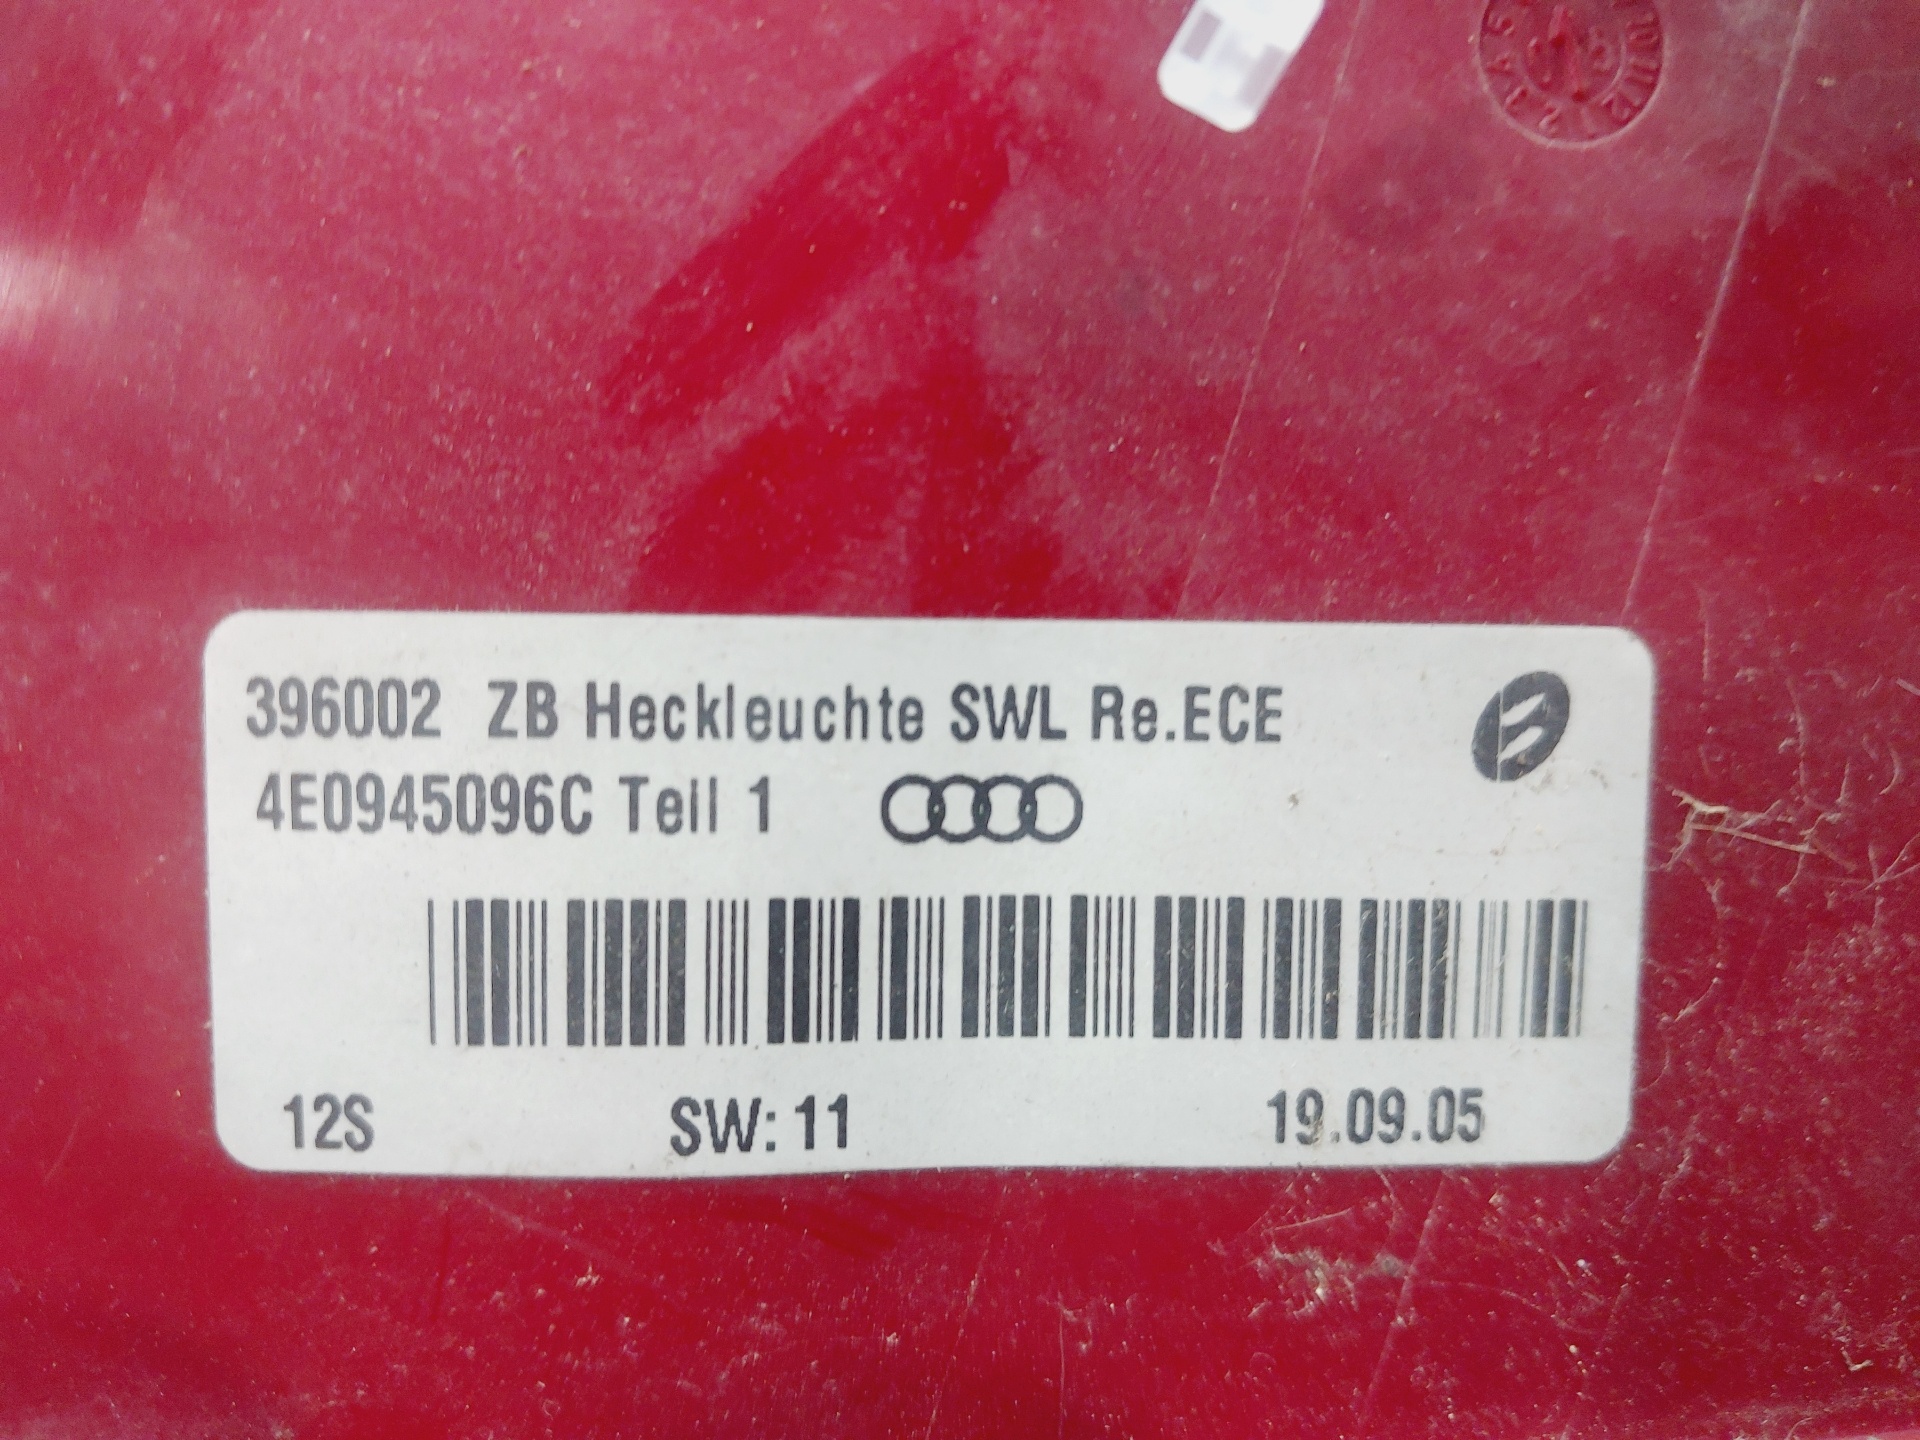 396002 ZB Heckleuchte SWL Re.ECE
4E0945096C Teil 1
12S SW: 11 19.09.05